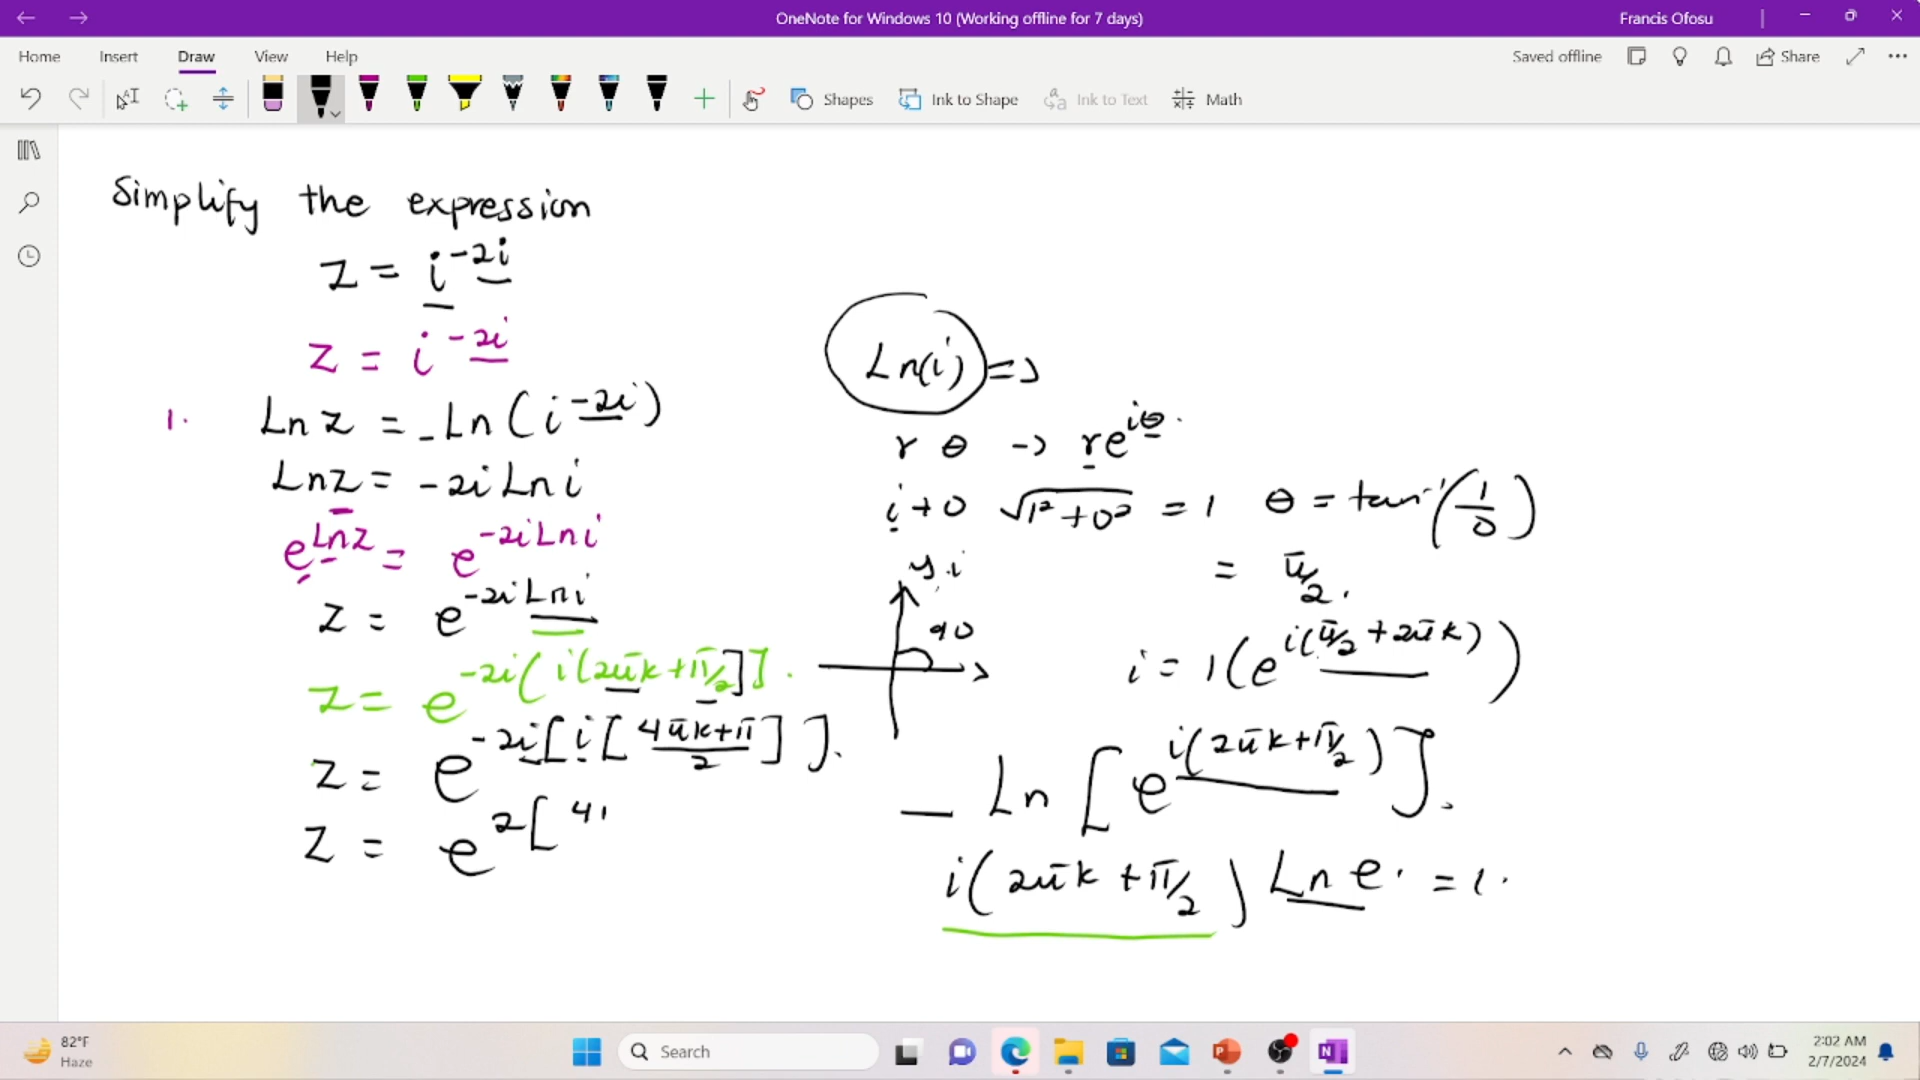 OneNote for Windows 10 (Working offline for 7 days)
Francis Ofosu
Home Insert Draw View Help
Saved offline Share
Shapes Ink to Shape Ink to Text Math
Simplify the expression
z = i^{-2i}
z = i^{-2i}
1. Ln z = -Ln(i^{-2i})
Ln z = -2i Ln i
e^{Ln z} = e^{-2i Ln i}
z = e^{-2i Ln i}
z = e^{-2i(i(2πk+π/2]]}.
z = e^{-2i[i[\frac{4πk+π}{2}]]}.
z = e^{2[4}
Ln(i) =>
r θ -> re^{iθ}.
i+0 √(1²+0²) = 1 θ = tan^{-1}(1/0)
= π/2.
y i
90
i = 1(e^{i(π/2 + 2πk)})
- Ln [e^{i(2πk+π/2)}].
i(2πk + π/2) Ln e. = 1.
82°F
Haze
Search
2:02 AM
2/7/2024